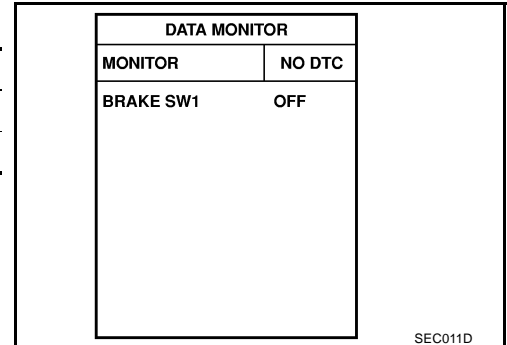 DATA MONITOR
MONITOR NO DTC
BRAKE SW1 OFF
SEC011D